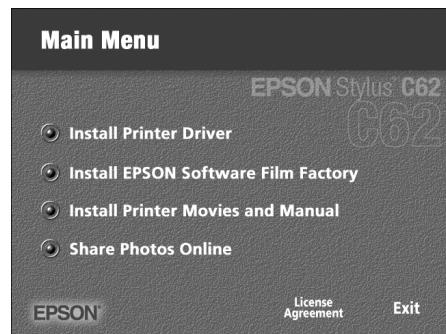 Main Menu
EPSON Stylus® C62
C62
Install Printer Driver
Install EPSON Software Film Factory
Install Printer Movies and Manual
Share Photos Online
EPSON®
License
Agreement
Exit